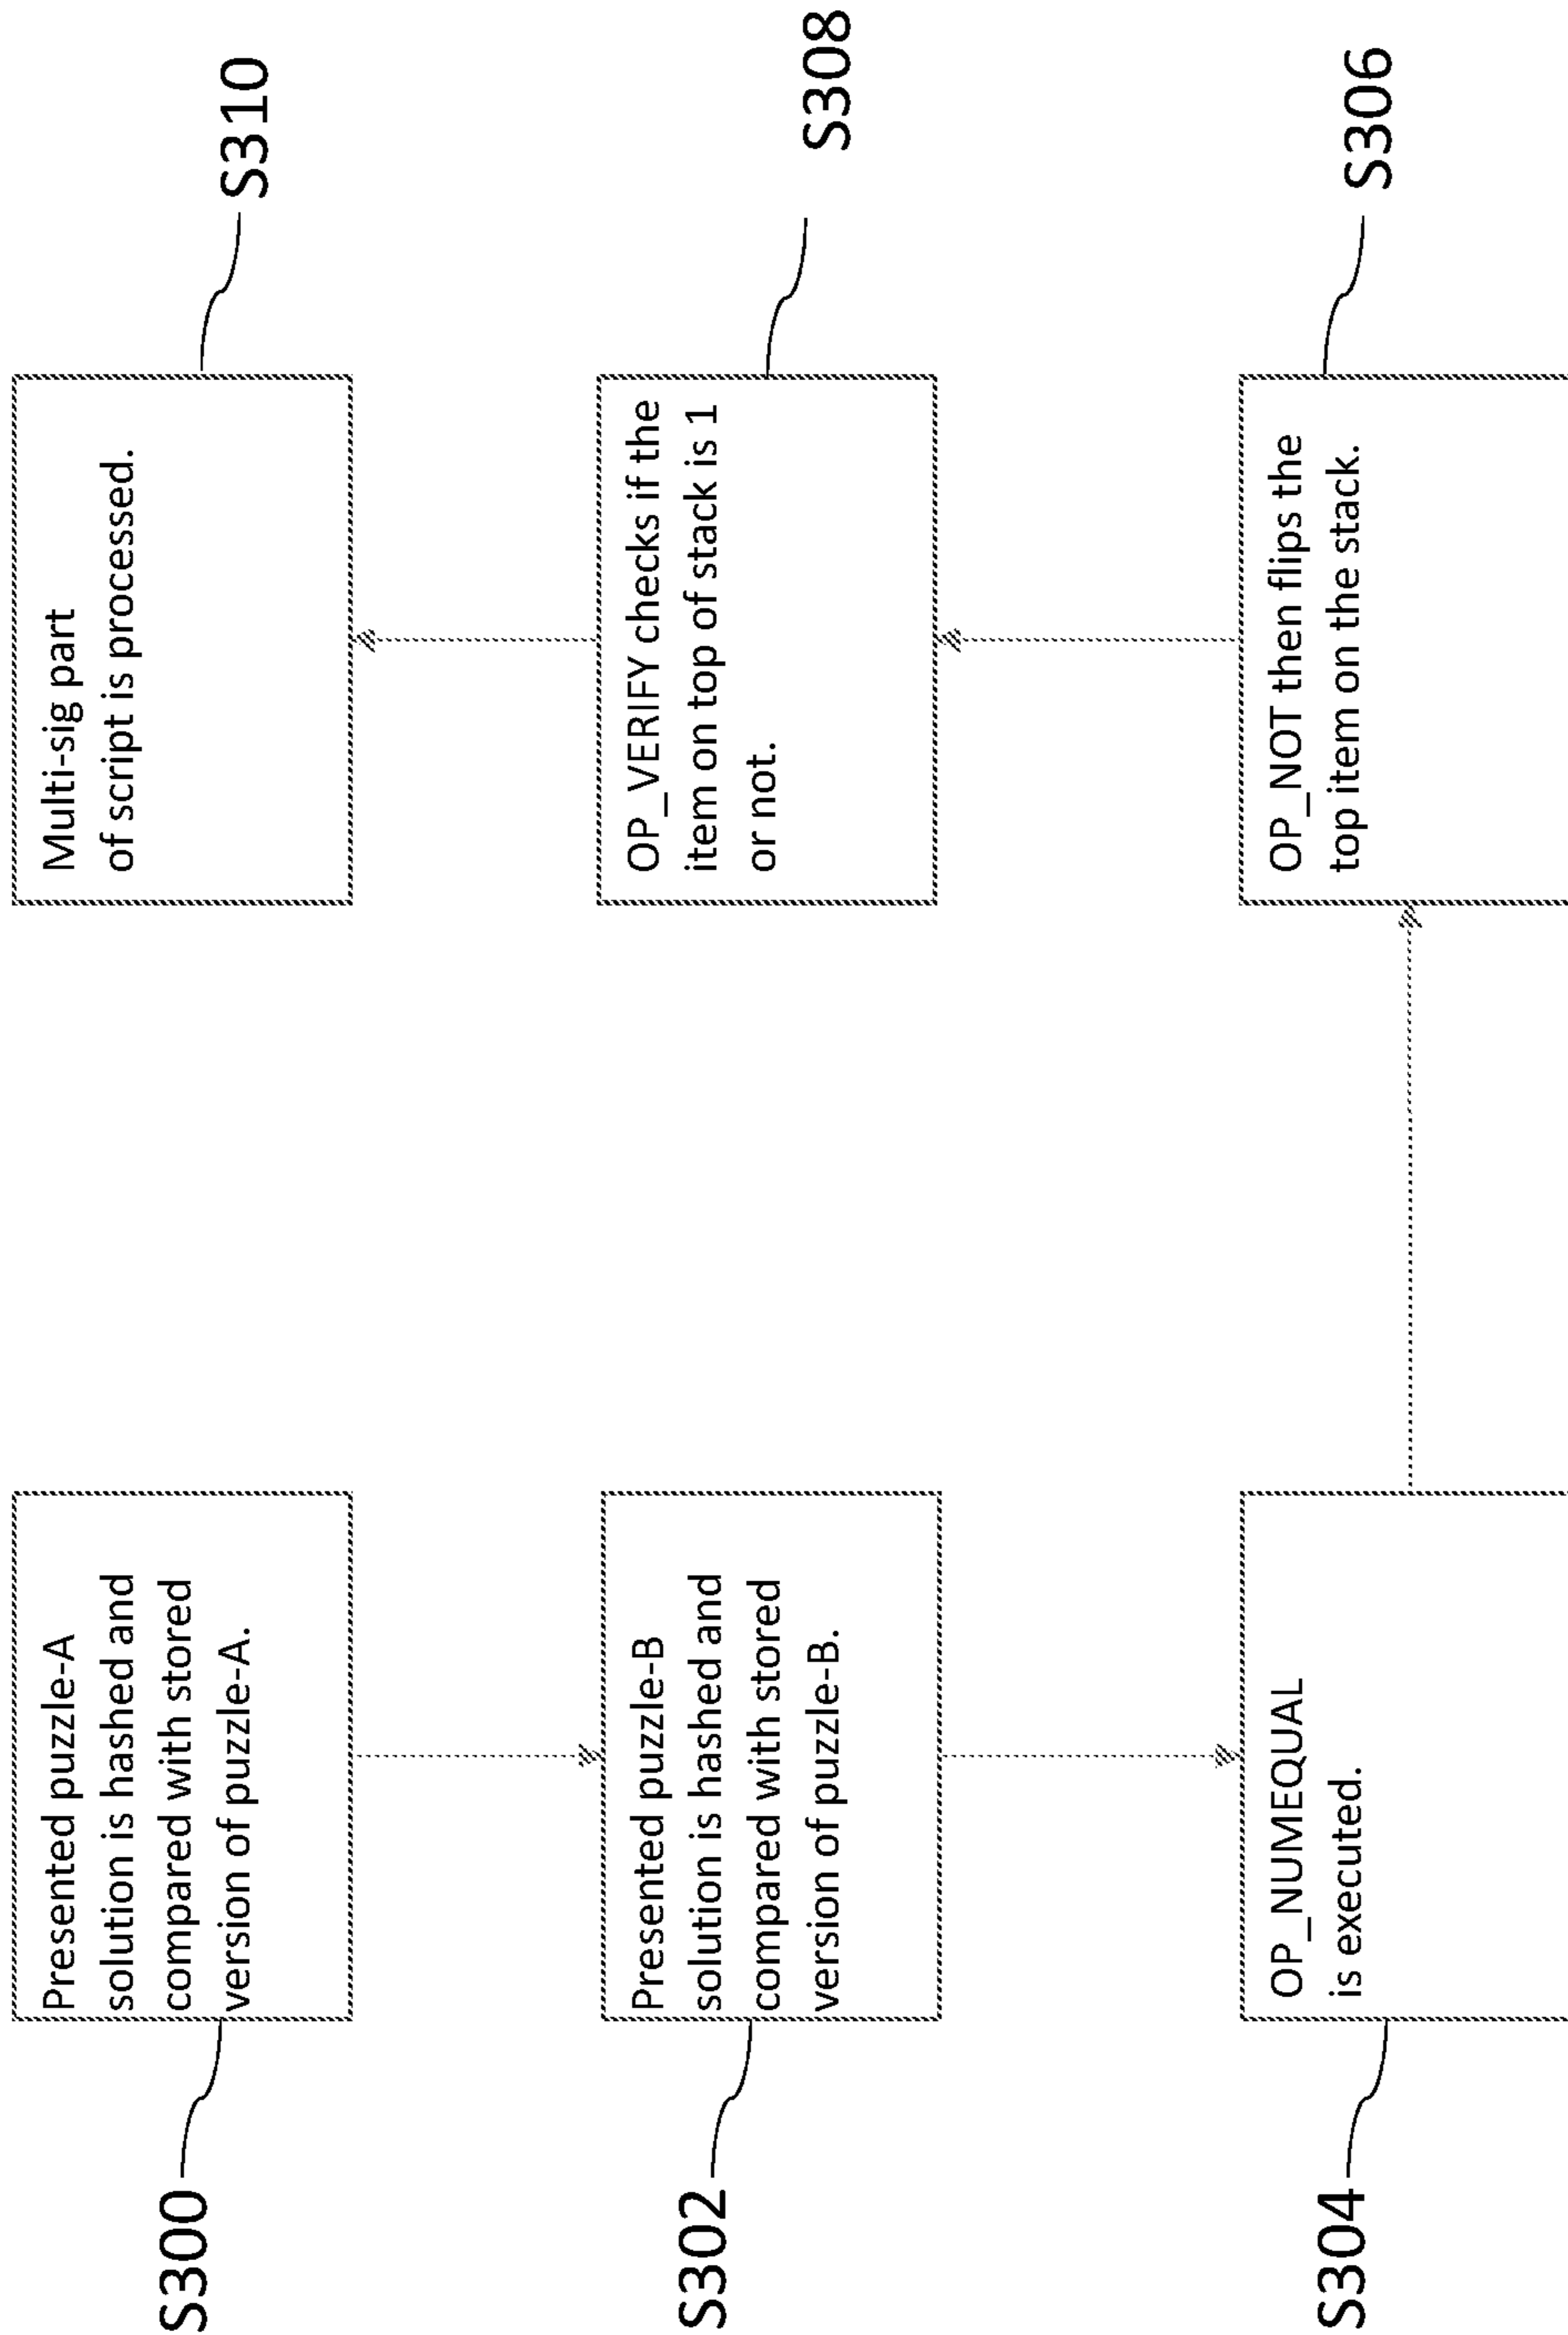 S300
Presented puzzle-A
solution is hashed and
compared with stored
version of puzzle-A.
S302
Presented puzzle-B
solution is hashed and
compared with stored
version of puzzle-B.
S304
OP_NUMEQUAL
is executed.
OP_NOT then flips the
top item on the stack.
S306
OP_VERIFY checks if the
item on top of stack is 1
or not.
S308
Multi-sig part
of script is processed.
S310